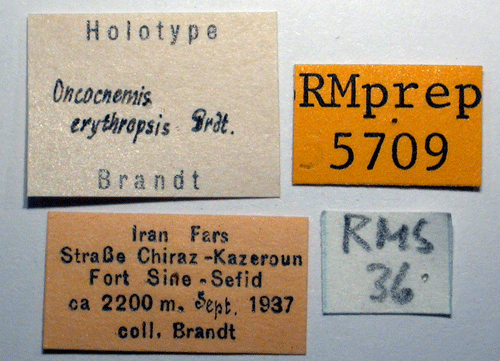 Holotype
Oncocnemis
erythropsis Brdt.
Brandt
RMprep
5709
Iran Fars
Straße Chiraz-Kazeroun
Fort Sine-Sefid
ca 2200 m. Sept. 1937
coll. Brandt
RMS
36